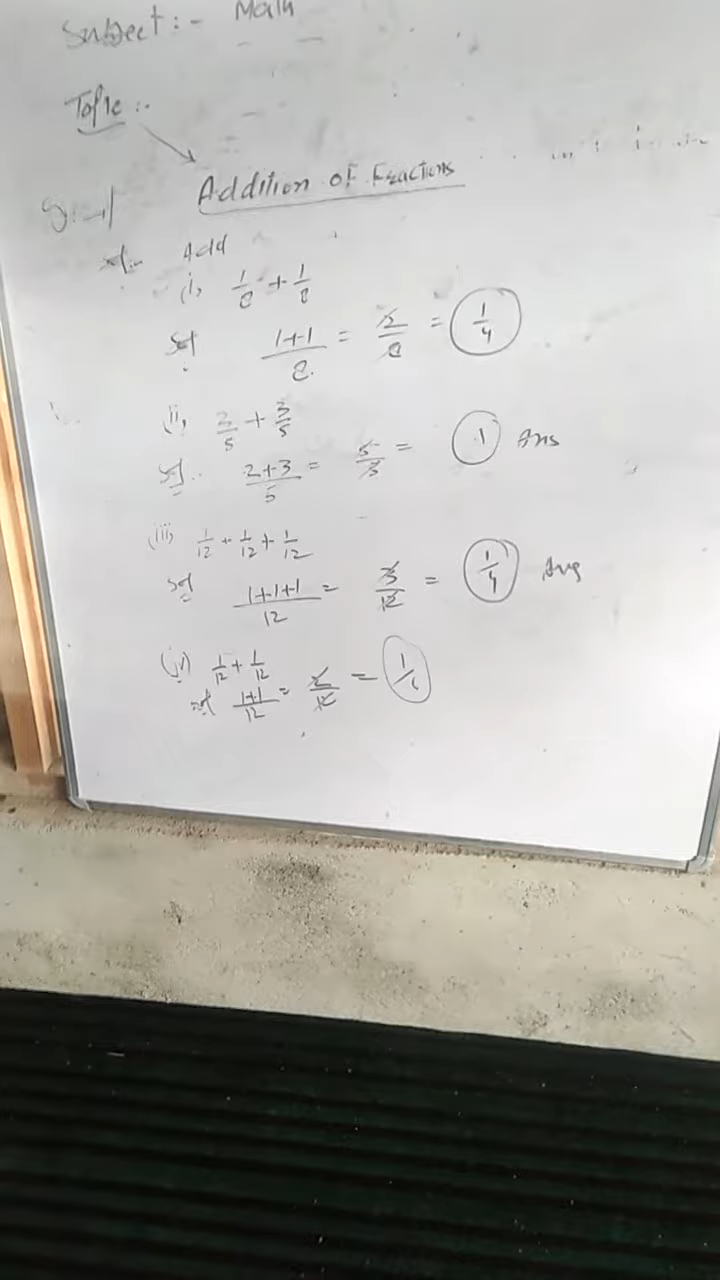 Subject:- Math
Topic:-
Addition of Fractions
Add
(i) 1/8 + 1/8
Sol 1+1/8 = 2/8 = 1/4
(ii) 2/5 + 3/5
Sol. 2+3/5 = 5/5 = 1 Ans
(iii) 1/12 + 1/12 + 1/12
Sol 1+1+1/12 = 3/12 = 1/4 Ans
(iv) 1/12 + 1/12
Sol 1+1/12 = 2/12 = 1/6